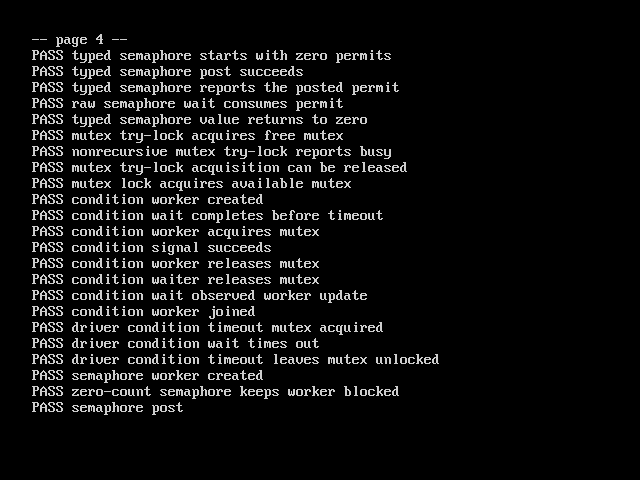 -- page 4 --
PASS typed semaphore starts with zero permits
PASS typed semaphore post succeeds
PASS typed semaphore reports the posted permit
PASS raw semaphore wait consumes permit
PASS typed semaphore value returns to zero
PASS mutex try-lock acquires free mutex
PASS nonrecursive mutex try-lock reports busy
PASS mutex try-lock acquisition can be released
PASS mutex lock acquires available mutex
PASS condition worker created
PASS condition wait completes before timeout
PASS condition worker acquires mutex
PASS condition signal succeeds
PASS condition worker releases mutex
PASS condition waiter releases mutex
PASS condition wait observed worker update
PASS condition worker joined
PASS driver condition timeout mutex acquired
PASS driver condition wait times out
PASS driver condition timeout leaves mutex unlocked
PASS semaphore worker created
PASS zero-count semaphore keeps worker blocked
PASS semaphore post